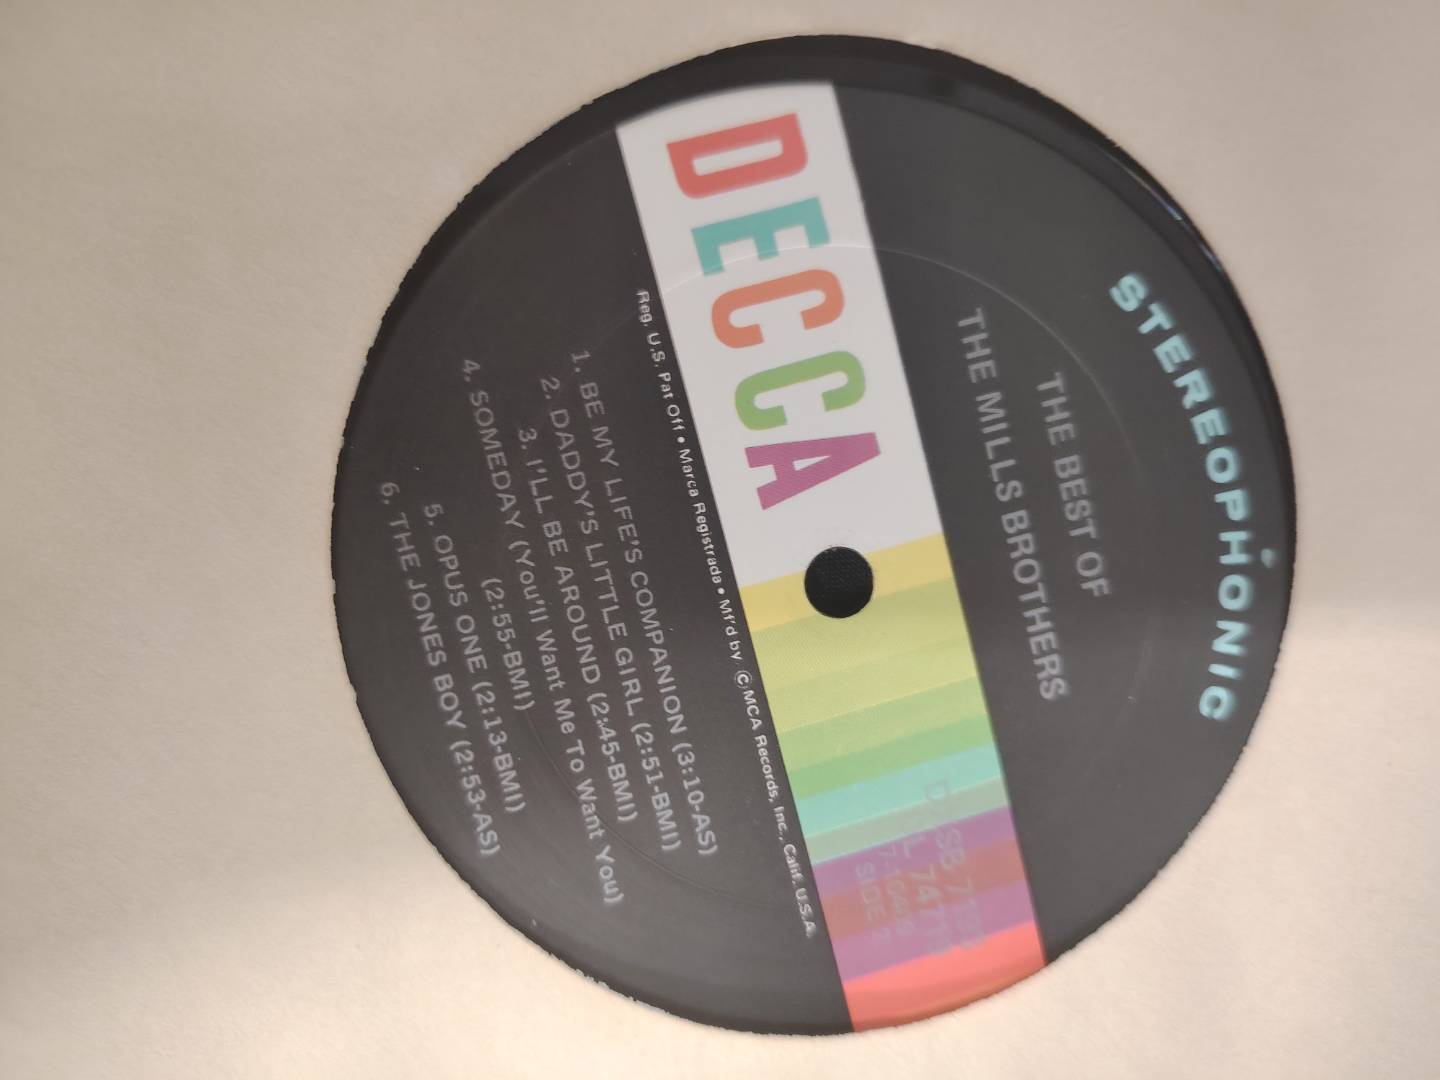 STEREOPHONIC
THE BEST OF
THE MILLS BROTHERS
DECCA
SIDE 2
Reg. U.S. Pat Off • Marca Registrada • Mf'd by ©MCA Records, Inc., Calif. U.S.A.
1. BE MY LIFE'S COMPANION (3:10-AS)
2. DADDY'S LITTLE GIRL (2:51-BMI)
3. I'LL BE AROUND (2:45-BMI)
4. SOMEDAY (You'll Want Me To Want You)
(2:55-BMI)
5. OPUS ONE (2:13-BMI)
6. THE JONES BOY (2:53-AS)